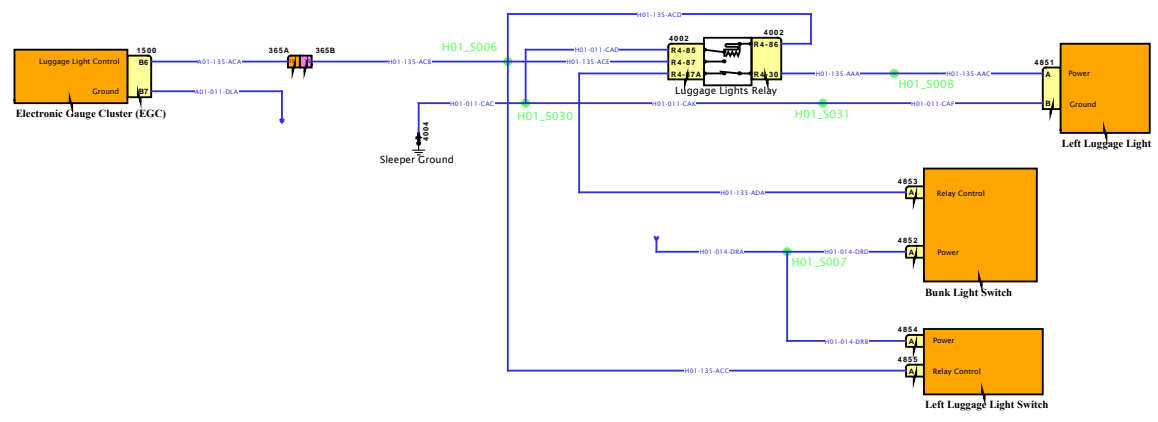 H01-135-ACD
4002
4002
H01_S006
1500
365A
365B
H01-011-CAD
R4-85
R4-86
4851
Luggage Light Control
B6
A01-135-ACA
H01-135-ACB
H01-135-ACE
R4-87
R4-87A
R4-30
H01-135-AAA
H01-135-AAC
A
Power
H01_S008
Ground
B7
A01-011-DLA
Luggage Lights Relay
H01-011-CAC
H01-011-CAK
H01-011-CAF
B
Ground
Electronic Gauge Cluster (EGC)
H01_S030
H01_S031
4004
Sleeper Ground
Left Luggage Light
4853
H01-135-ADA
A
Relay Control
4852
H01-014-DRA
H01-014-DRD
A
Power
H01_S007
Bunk Light Switch
4854
H01-014-DRB
A
Power
4855
H01-135-ACC
A
Relay Control
Left Luggage Light Switch